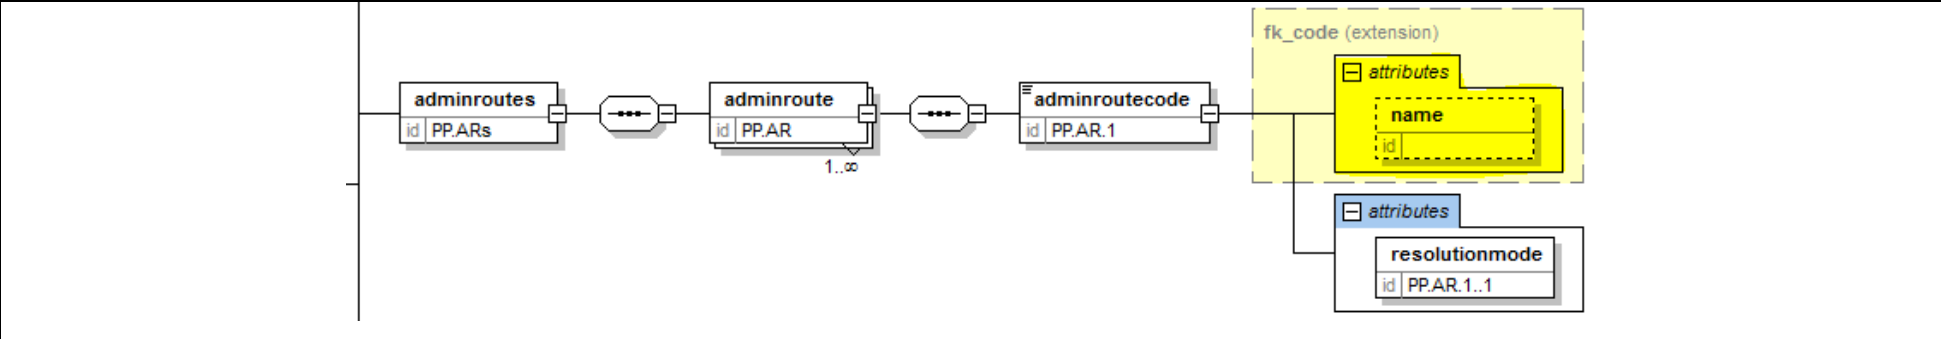 fk_code (extension)
attributes
adminroutes
id PP.ARs
adminroute
id PP.AR
1..∞
adminroutecode
id PP.AR.1
name
id
attributes
resolutionmode
id PP.AR.1..1